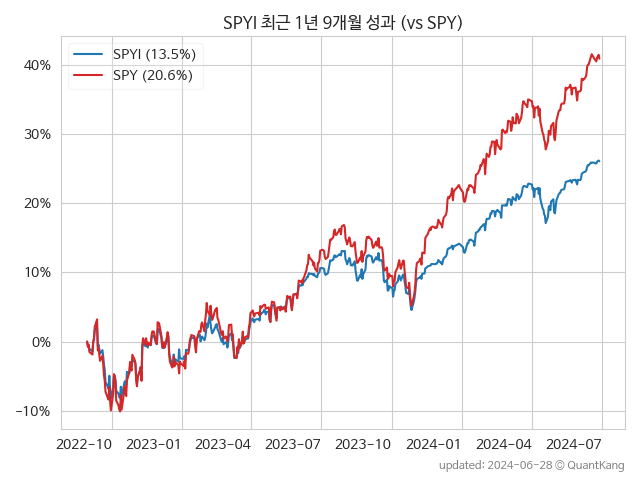 SPYI 최근 1년 9개월 성과 (vs SPY)
SPYI (13.5%)
SPY (20.6%)
40%
30%
20%
10%
0%
−10%
2022-10 2023-01 2023-04 2023-07 2023-10 2024-01 2024-04 2024-07
updated: 2024-06-28 © QuantKang